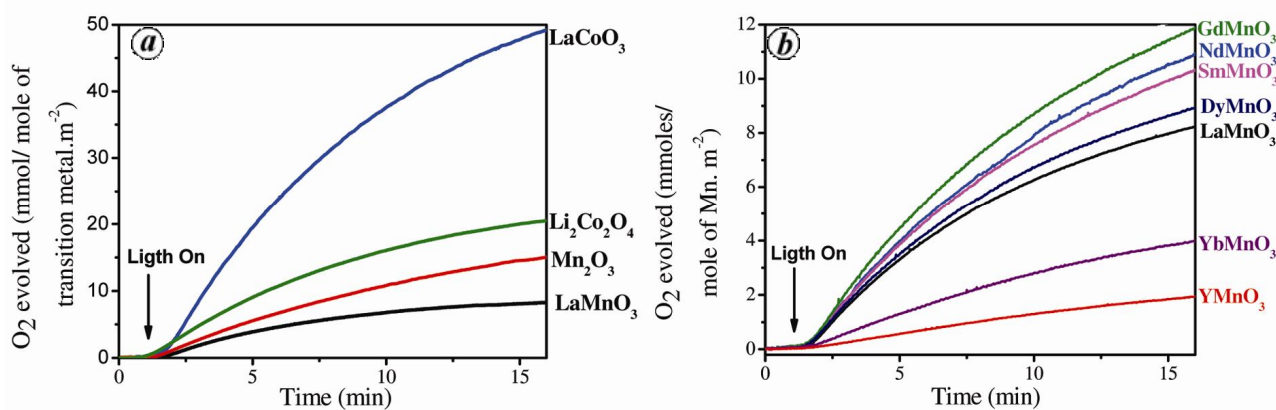 a
O₂ evolved (mmol/ mole of
transition metal.m⁻²)
50
40
30
20
10
0
Ligth On
LaCoO₃
Li₂Co₂O₄
Mn₂O₃
LaMnO₃
0 5 10 15
Time (min)
b
O₂ evolved (mmoles/
mole of Mn. m⁻²)
12
10
8
6
4
2
0
Ligth On
GdMnO₃
NdMnO₃
SmMnO₃
DyMnO₃
LaMnO₃
YbMnO₃
YMnO₃
0 5 10 15
Time (min)